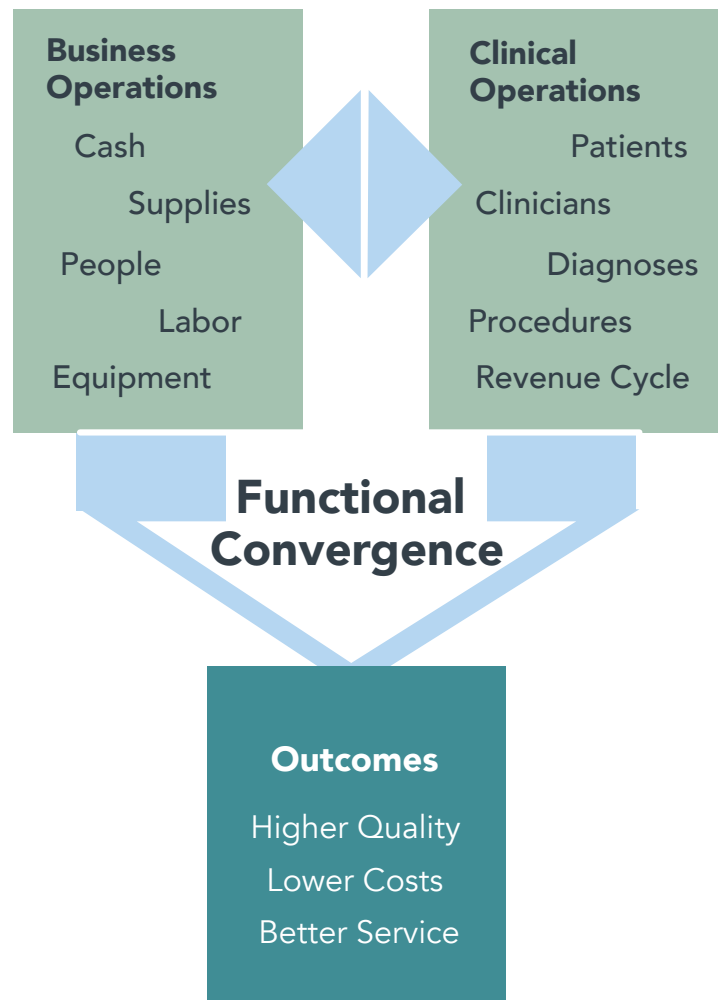 Business
Operations
Cash
Supplies
People
Labor
Equipment
Clinical
Operations
Patients
Clinicians
Diagnoses
Procedures
Revenue Cycle
Functional
Convergence
Outcomes
Higher Quality
Lower Costs
Better Service